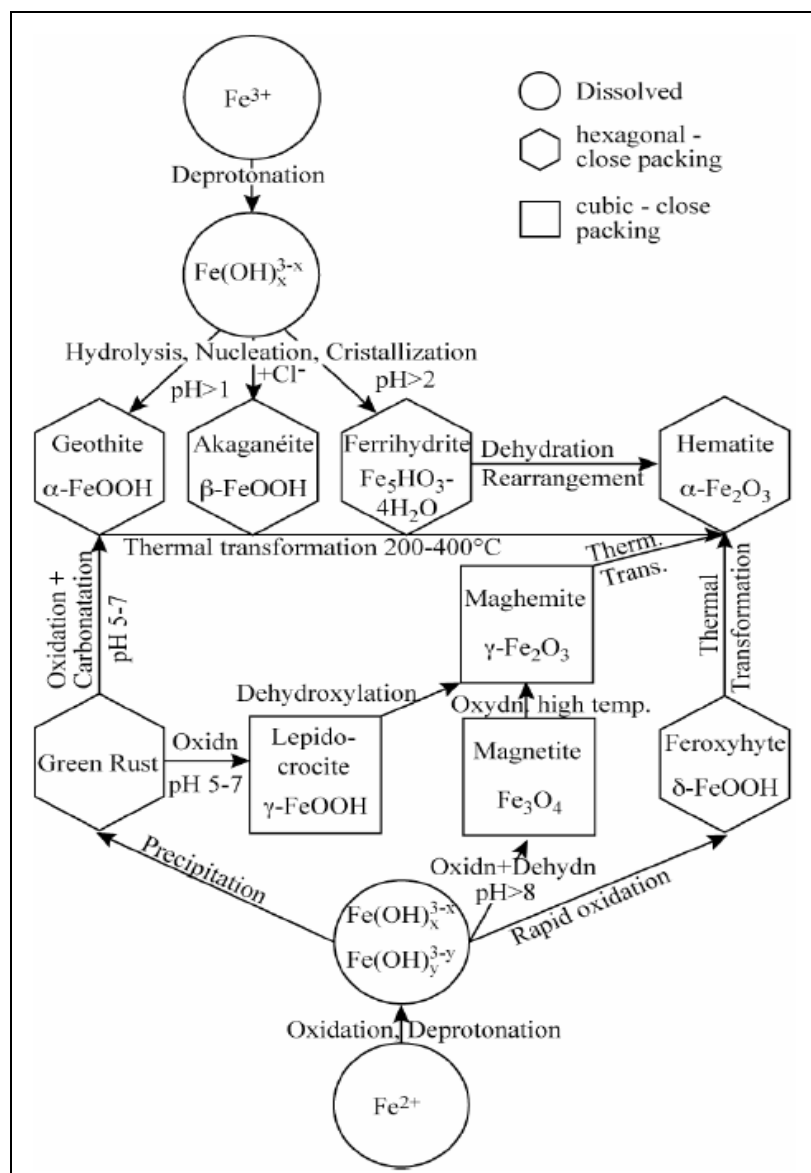 Fe³⁺
Dissolved
hexagonal -
close packing
cubic - close
packing
Deprotonation
Fe(OH)ₓ³⁻ˣ
Hydrolysis, Nucleation, Cristallization
pH>1
+Cl⁻
pH>2
Geothite
α-FeOOH
Akaganéite
β-FeOOH
Ferrihydrite
Fe₅HO₃-
4H₂O
Dehydration
Rearrangement
Hematite
α-Fe₂O₃
Thermal transformation 200-400°C
Therm.
Trans.
Oxidation +
Carbonatation
pH 5-7
Maghemite
γ-Fe₂O₃
Thermal
Transformation
Dehydroxylation
Oxydn, high temp.
Green Rust
Oxidn
pH 5-7
Lepido-
crocite
γ-FeOOH
Magnetite
Fe₃O₄
Feroxyhyte
δ-FeOOH
Precipitation
Oxidn+Dehydn
pH>8
Rapid oxidation
Fe(OH)ₓ³⁻ˣ
Fe(OH)ᵧ³⁻ʸ
Oxidation, Deprotonation
Fe²⁺